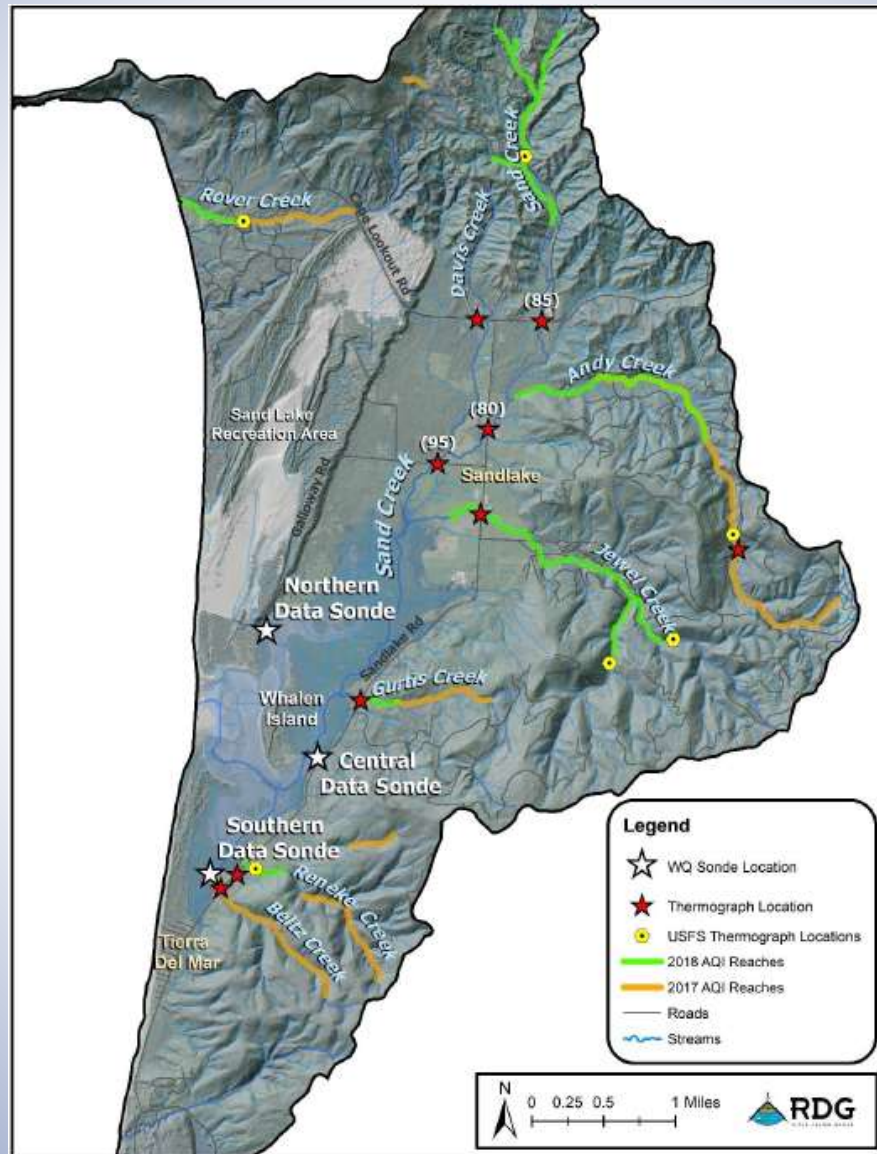 Sand Creek
Rover Creek
Cape Lookout Rd
Davis Creek
(85)
Andy Creek
Sand Lake
Recreation Area
(80)
(95)
Sandlake
Galloway Rd
Sand Creek
Jewel Creek
Northern
Data Sonde
Sandlake Rd
Gurtis Creek
Whalen
Island
Central
Data Sonde
Southern
Data Sonde
Reneke Creek
Beltz Creek
Tierra
Del Mar
Legend
WQ Sonde Location
Thermograph Location
USFS Thermograph Locations
2018 AQI Reaches
2017 AQI Reaches
Roads
Streams
N
0 0.25 0.5 1 Miles
RDG